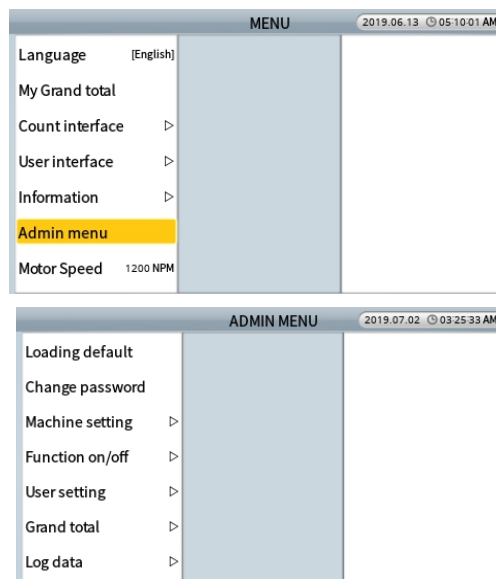 MENU 2019.06.13 05:10:01 AM
Language [English]
My Grand total
Count interface
User interface
Information
Admin menu
Motor Speed 1200 NPM
ADMIN MENU 2019.07.02 03:25:33 AM
Loading default
Change password
Machine setting
Function on/off
User setting
Grand total
Log data